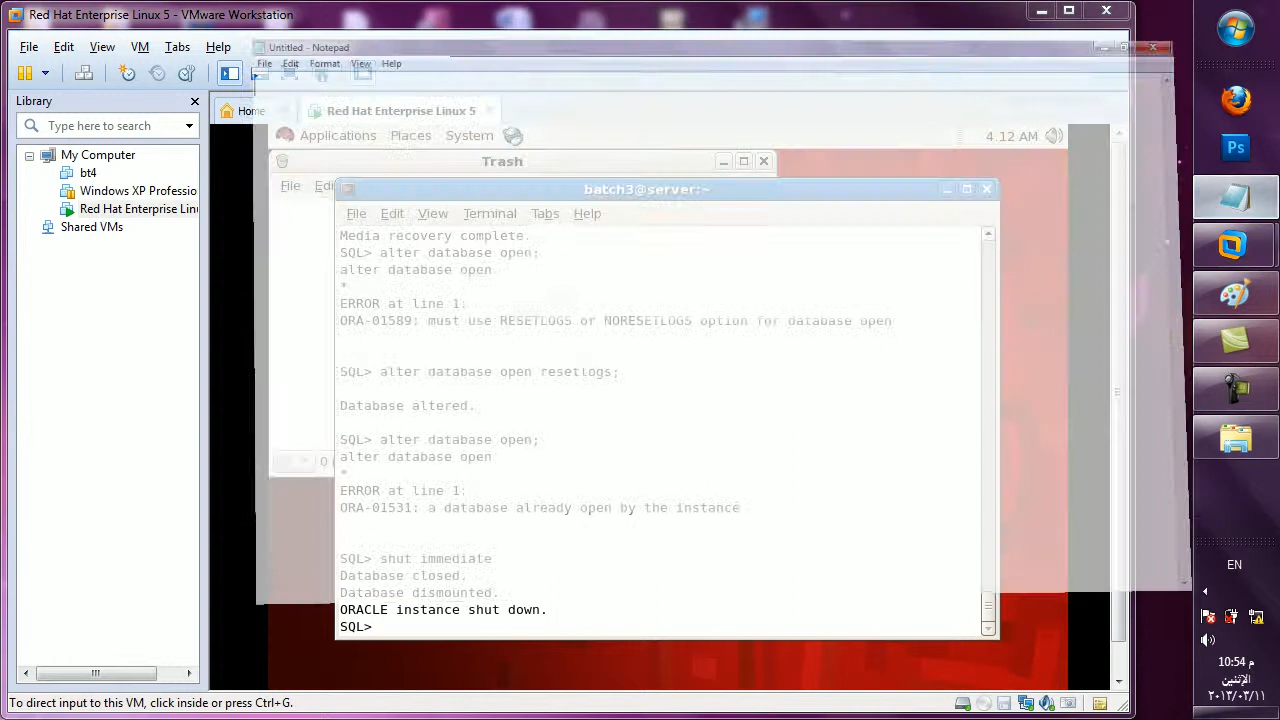 Red Hat Enterprise Linux 5 - VMware Workstation
File Edit View VM Tabs Help
Untitled - Notepad
File Edit Format View Help
Library
Type here to search
My Computer
bt4
Windows XP Professio
Red Hat Enterprise Lin
Shared VMs
Home
Red Hat Enterprise Linux 5
Applications Places System
4.12 AM
Trash
File Edi
batch3@server:~
File Edit View Terminal Tabs Help
Media recovery complete.
SQL> alter database open;
alter database open
*
ERROR at line 1:
ORA-01589: must use RESETLOGS or NORESETLOGS option for database open
SQL> alter database open resetlogs;
Database altered.
SQL> alter database open;
alter database open
*
ERROR at line 1:
ORA-01531: a database already open by the instance
SQL> shut immediate
Database closed.
Database dismounted.
ORACLE instance shut down.
SQL>
0
To direct input to this VM, click inside or press Ctrl+G.
Ps
EN
10:54 م
الإثنين
٢٠١٣/٠٣/١١